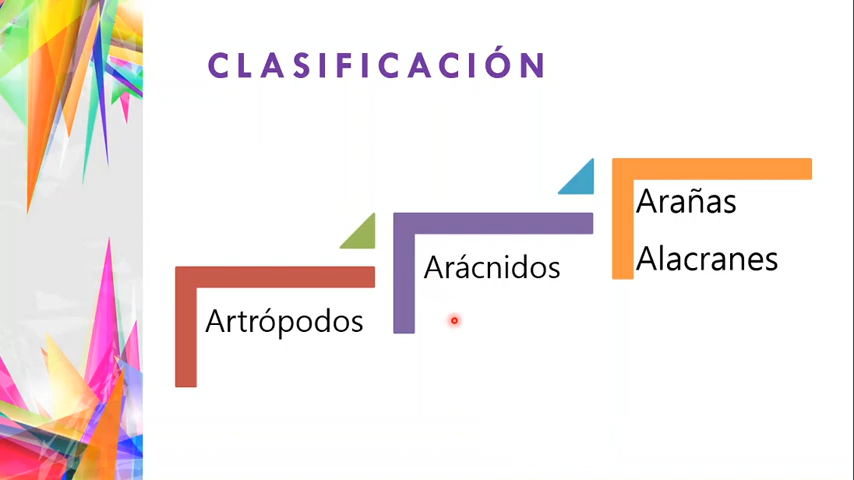 CLASIFICACIÓN
Artrópodos
Arácnidos
Arañas
Alacranes